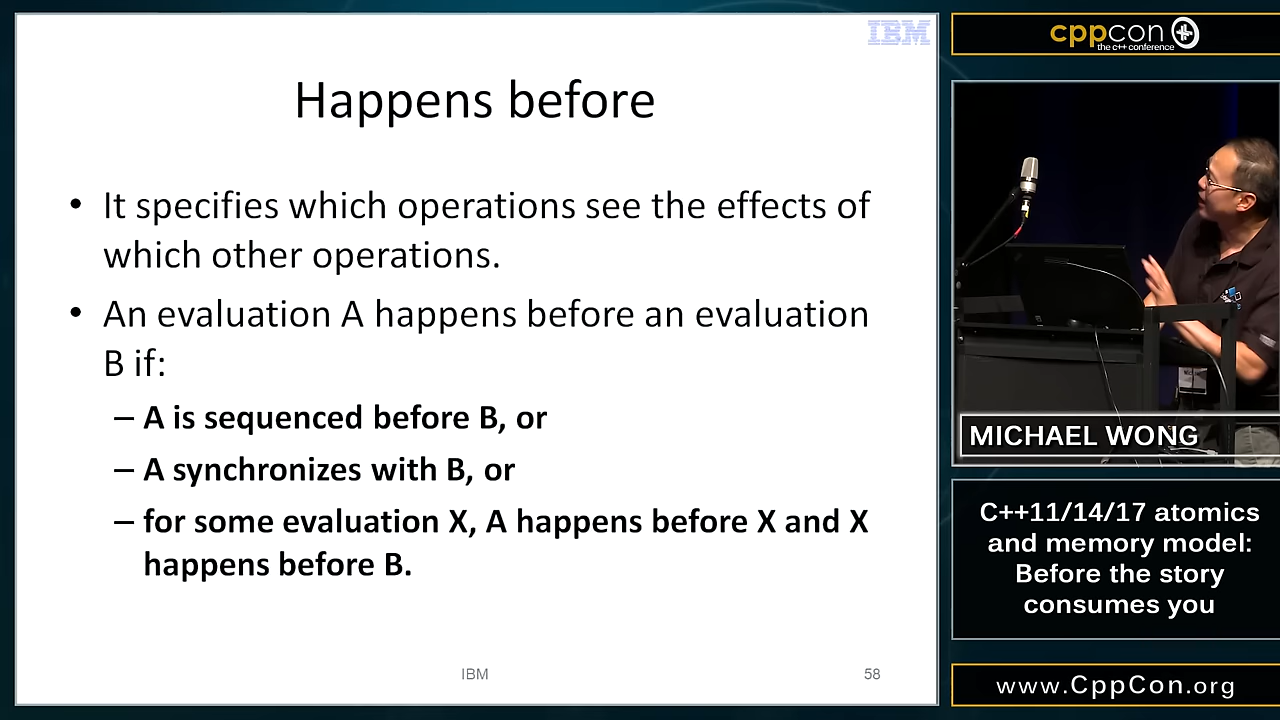 IBM
Happens before
• It specifies which operations see the effects of
which other operations.
• An evaluation A happens before an evaluation
B if:
– A is sequenced before B, or
– A synchronizes with B, or
– for some evaluation X, A happens before X and X
happens before B.
IBM
58
cppcon
the c++ conference
MICHAEL WONG
C++11/14/17 atomics
and memory model:
Before the story
consumes you
www.CppCon.org